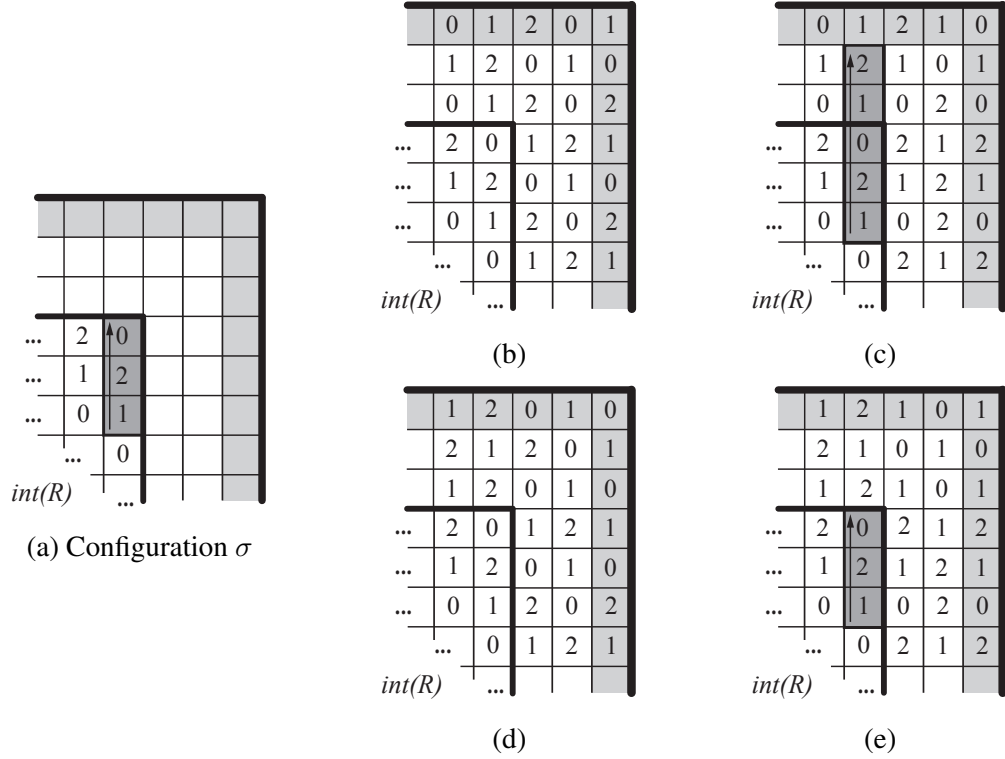 ... 2 0
... 1 2
... 0 1
... 0
int(R) ...
(a) Configuration σ
0 1 2 0 1
1 2 0 1 0
0 1 2 0 2
... 2 0 1 2 1
... 1 2 0 1 0
... 0 1 2 0 2
... 0 1 2 1
int(R) ...
(b)
0 1 2 1 0
1 2 1 0 1
0 1 0 2 0
... 2 0 2 1 2
... 1 2 1 2 1
... 0 1 0 2 0
... 0 2 1 2
int(R) ...
(c)
1 2 0 1 0
2 1 2 0 1
1 2 0 1 0
... 2 0 1 2 1
... 1 2 0 1 0
... 0 1 2 0 2
... 0 1 2 1
int(R) ...
(d)
1 2 1 0 1
2 1 0 1 0
1 2 1 0 1
... 2 0 2 1 2
... 1 2 1 2 1
... 0 1 0 2 0
... 0 2 1 2
int(R) ...
(e)